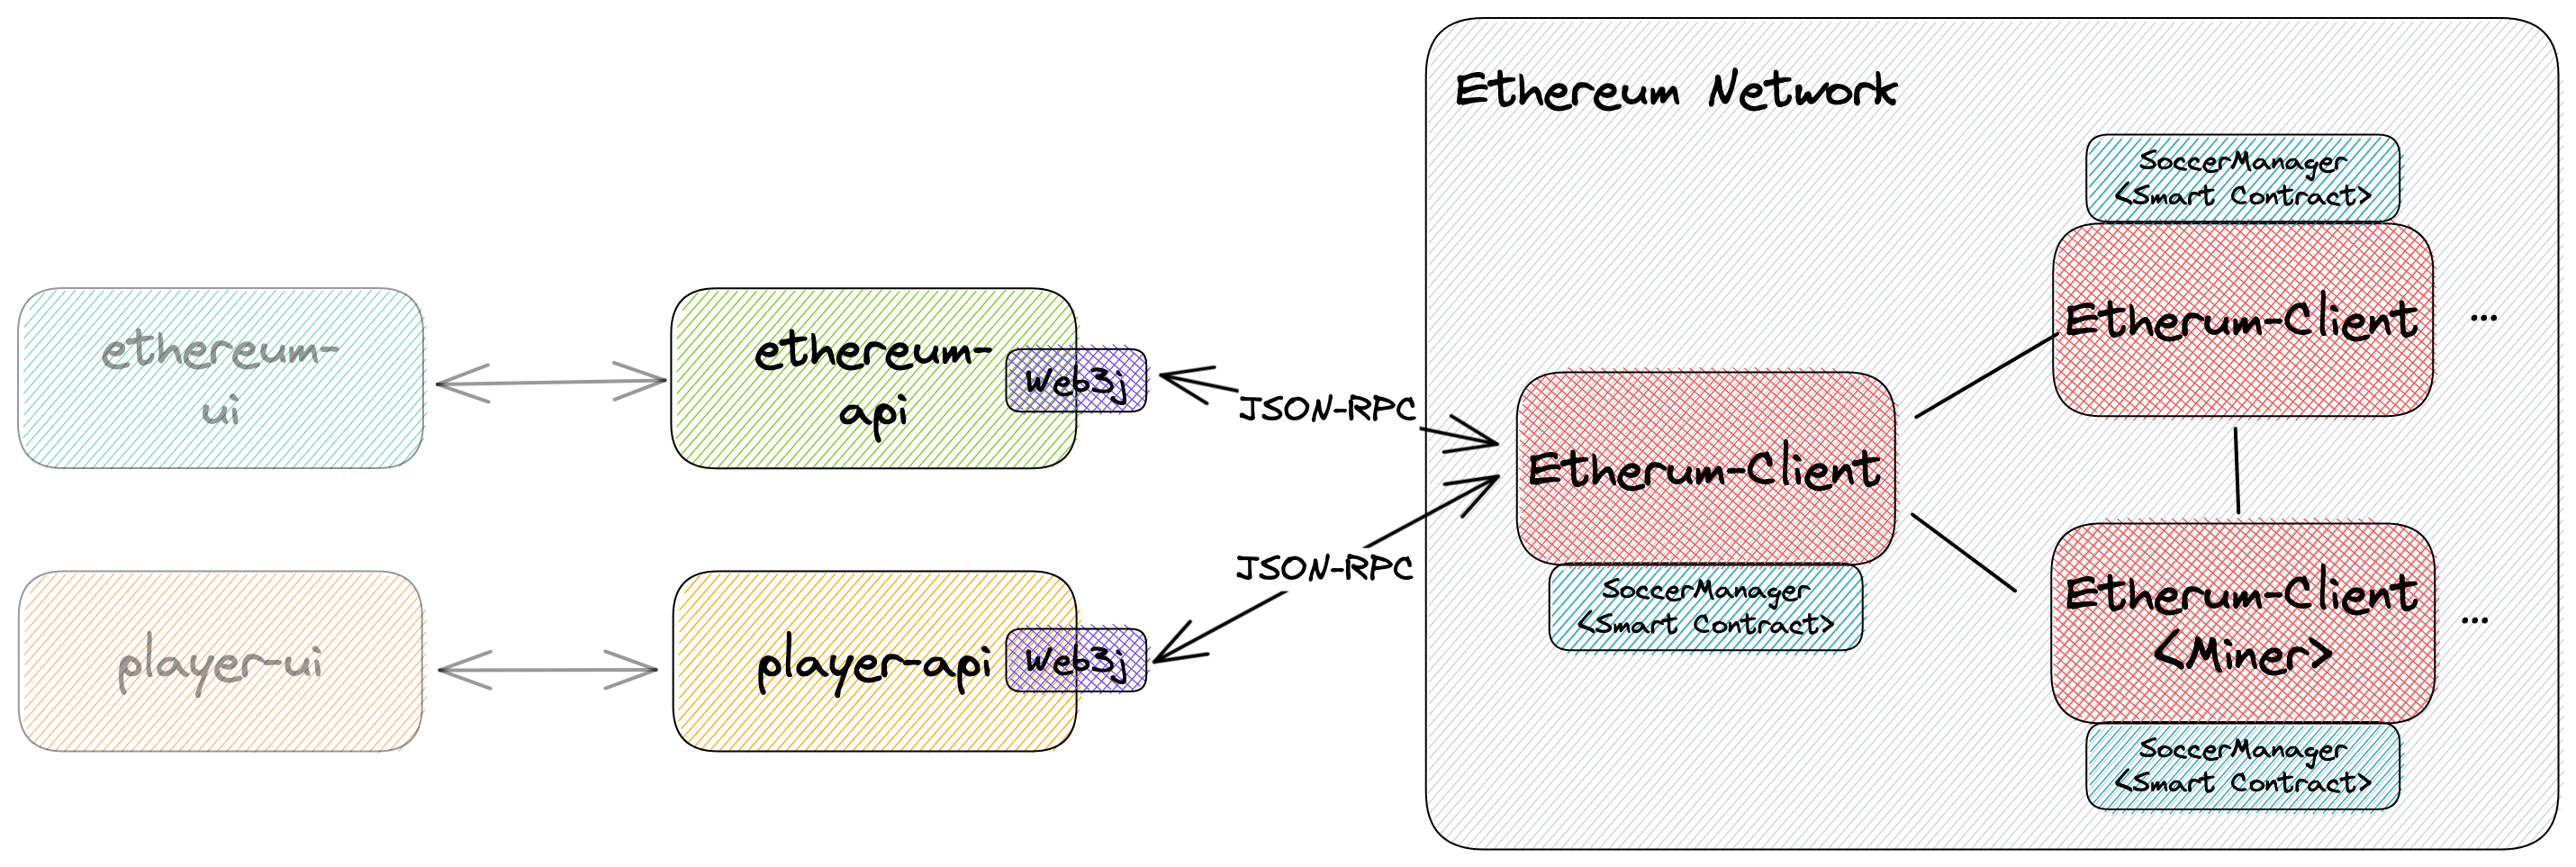 Ethereum Network
SoccerManager
<Smart Contract>
Etherum-Client
...
ethereum-
ui
ethereum-
api
Web3j
JSON-RPC
Etherum-Client
SoccerManager
<Smart Contract>
JSON-RPC
player-ui
player-api
Web3j
Etherum-Client
<Miner>
...
SoccerManager
<Smart Contract>